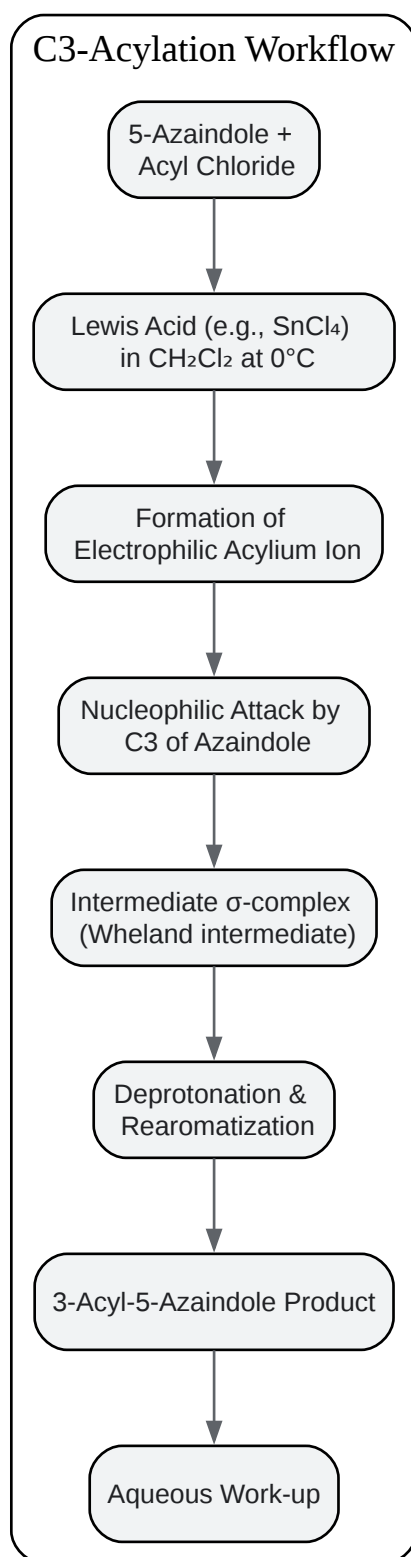 C3-Acylation Workflow
5-Azaindole +
Acyl Chloride
Lewis Acid (e.g., SnCl₄)
in CH₂Cl₂ at 0°C
Formation of
Electrophilic Acylium Ion
Nucleophilic Attack by
C3 of Azaindole
Intermediate σ-complex
(Wheland intermediate)
Deprotonation &
Rearomatization
3-Acyl-5-Azaindole Product
Aqueous Work-up